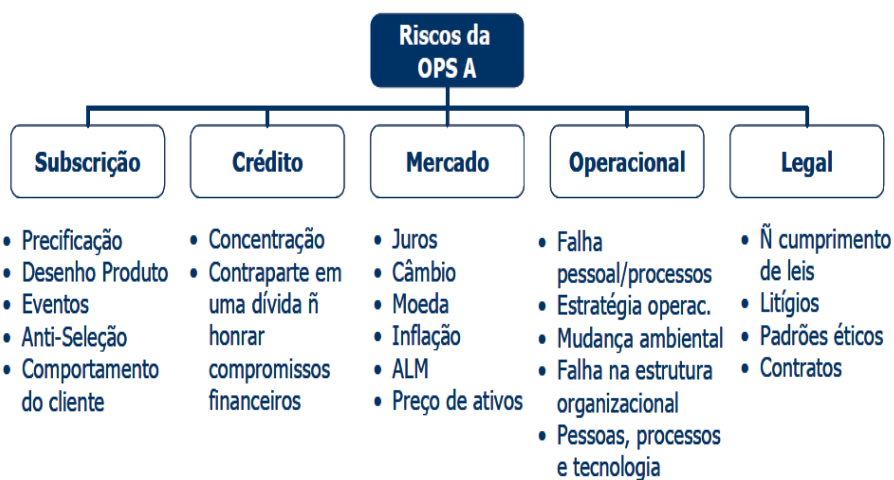 Riscos da
OPS A
Subscrição
Crédito
Mercado
Operacional
Legal
• Precificação
• Desenho Produto
• Eventos
• Anti-Seleção
• Comportamento
do cliente
• Concentração
• Contraparte em
uma dívida ñ
honrar
compromissos
financeiros
• Juros
• Câmbio
• Moeda
• Inflação
• ALM
• Preço de ativos
• Falha
pessoal/processos
• Estratégia operac.
• Mudança ambiental
• Falha na estrutura
organizacional
• Pessoas, processos
e tecnologia
• Ñ cumprimento
de leis
• Litígios
• Padrões éticos
• Contratos